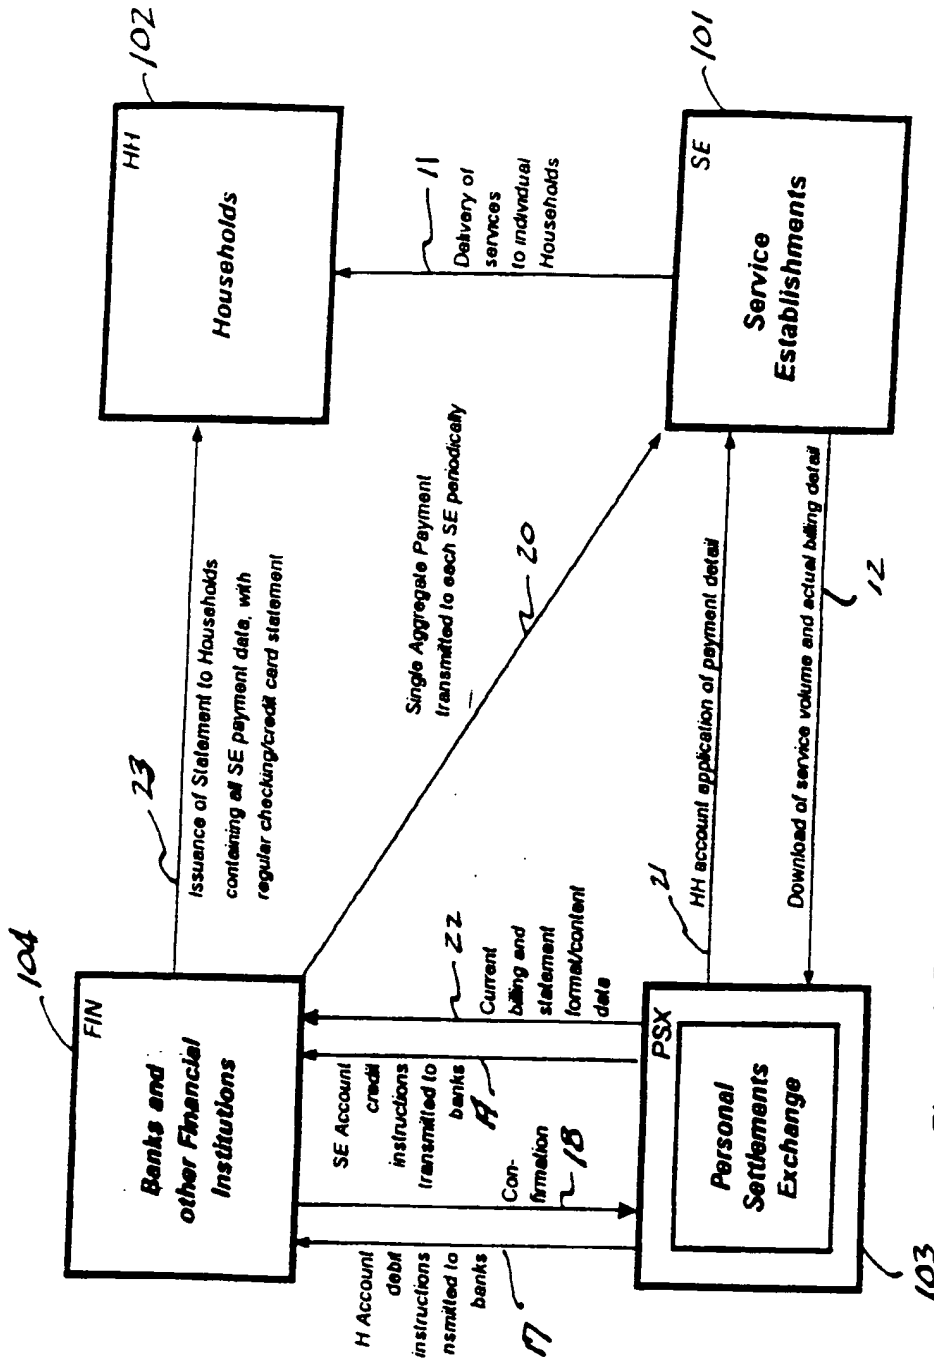 104
FIN
Banks and
other Financial
Institutions
23
Issuance of Statement to Households
containing all SE payment data, with
regular checking/credit card statement
HH
102
Households
H Account
debit
instructions
nsmitted to
banks
17
Con-
firmation
18
SE Account
credit
instructions
transmitted to
banks
22
Current
billing and
statement
format/content
data
Single Aggregate Payment
transmitted to each SE periodically
20
11
Delivery of
services
to individual
Households
PSX
Personal
Settlements
Exchange
103
21
HH account application of payment detail
Download of service volume and actual billing detail
12
SE
101
Service
Establishments